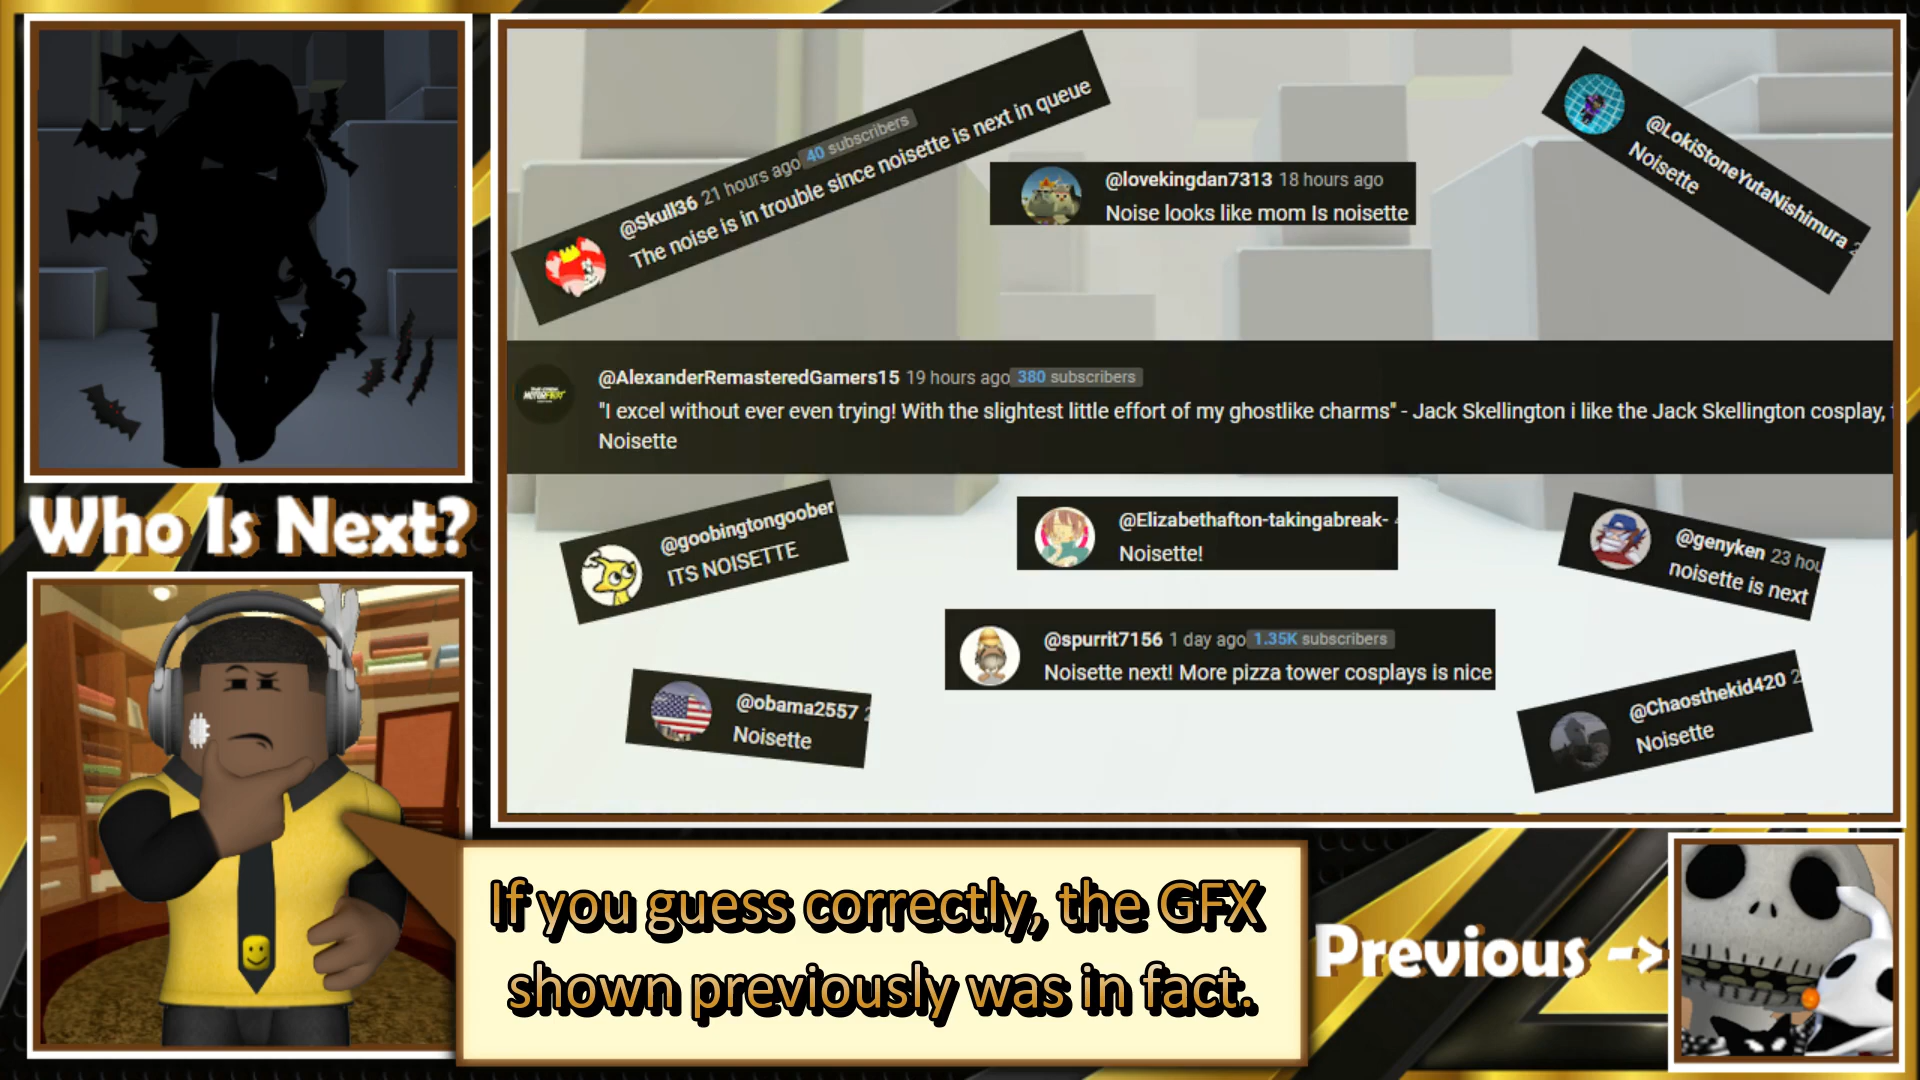 @Skull36 21 hours ago 40 subscribers
The noise is in trouble since noisette is next in queue
@lovekingdan7313 18 hours ago
Noise looks like mom Is noisette
@LokiStoneYutaNishimura 2
Noisette
@AlexanderRemasteredGamers15 19 hours ago 380 subscribers
"I excel without ever even trying! With the slightest little effort of my ghostlike charms" - Jack Skellington i like the Jack Skellington cosplay,
Noisette
Who Is Next?
@goobingtongoober
ITS NOISETTE
@Elizabethafton-takingabreak-
Noisette!
@genyken 23 hou
noisette is next
@spurrit7156 1 day ago 1.35K subscribers
Noisette next! More pizza tower cosplays is nice
@obama2557 2
Noisette
@Chaosthekid420 2
Noisette
If you guess correctly, the GFX
shown previously was in fact.
Previous ->